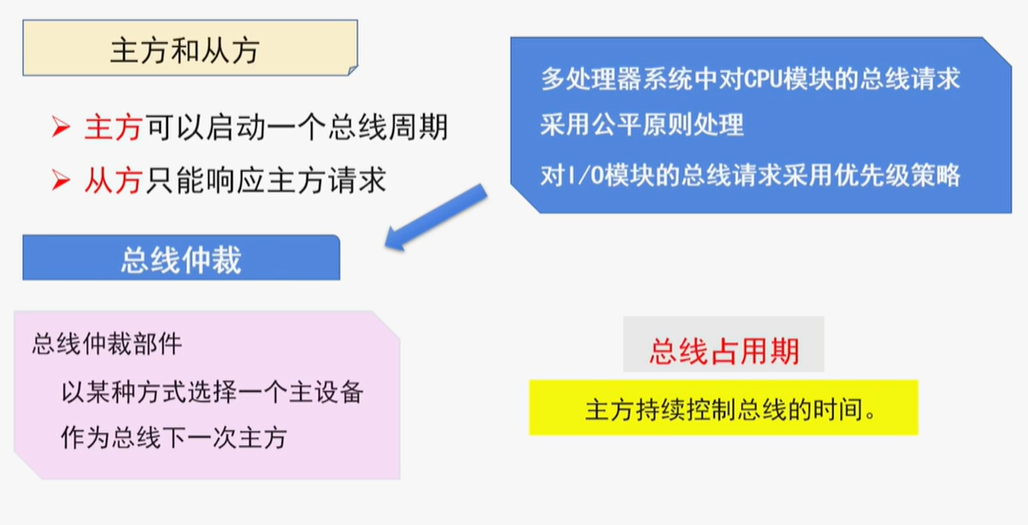 主方和从方
主方可以启动一个总线周期
从方只能响应主方请求
多处理器系统中对CPU模块的总线请求
采用公平原则处理
对I/O模块的总线请求采用优先级策略
总线仲裁
总线仲裁部件
以某种方式选择一个主设备
作为总线下一次主方
总线占用期
主方持续控制总线的时间。